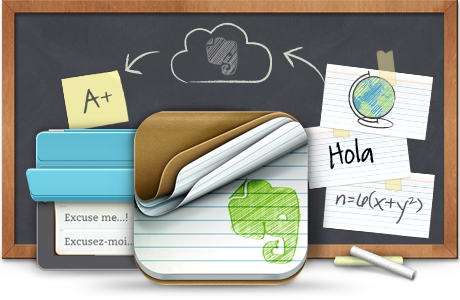 A+
Hola
n=6(x+y²)
Excuse me...!
Excusez-moi...